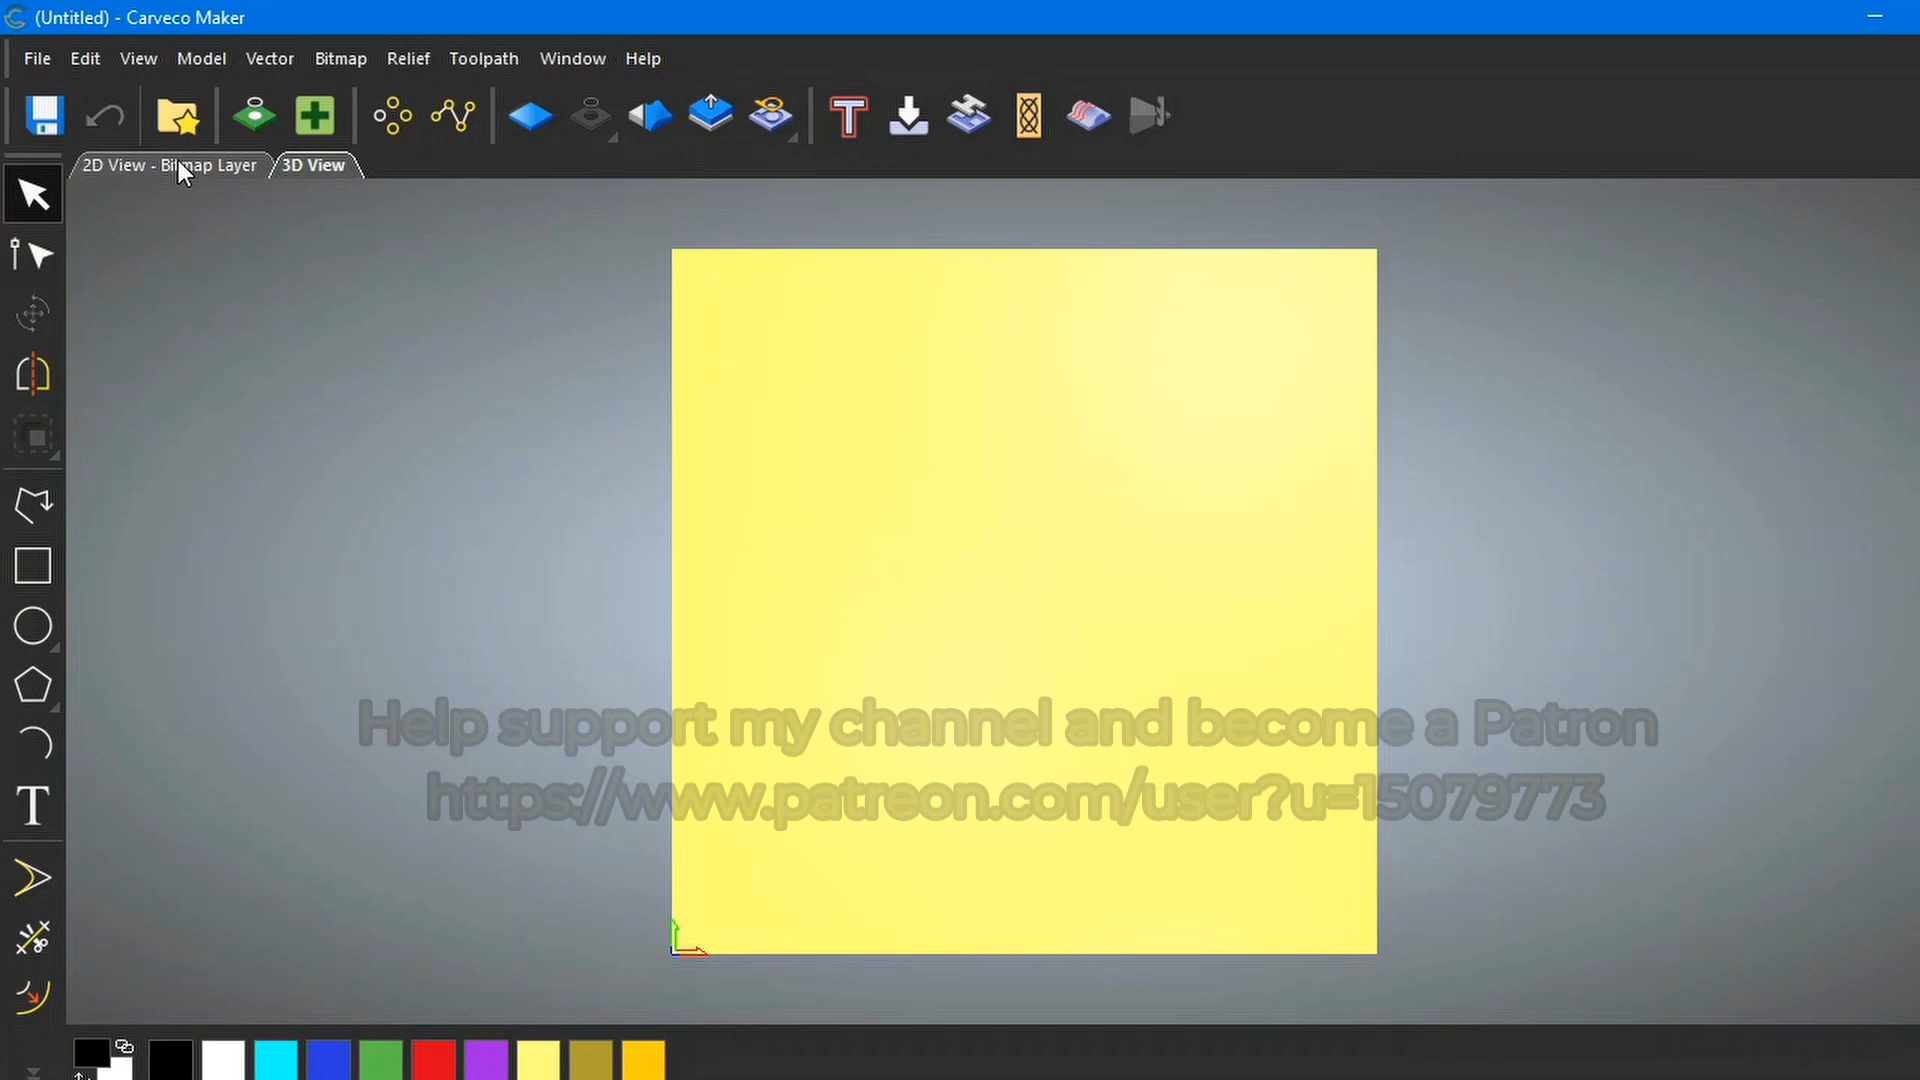 (Untitled) - Carveco Maker
File Edit View Model Vector Bitmap Relief Toolpath Window Help
2D View - Bitmap Layer 3D View
Help support my channel and become a Patron
https://www.patreon.com/user?u=15079773